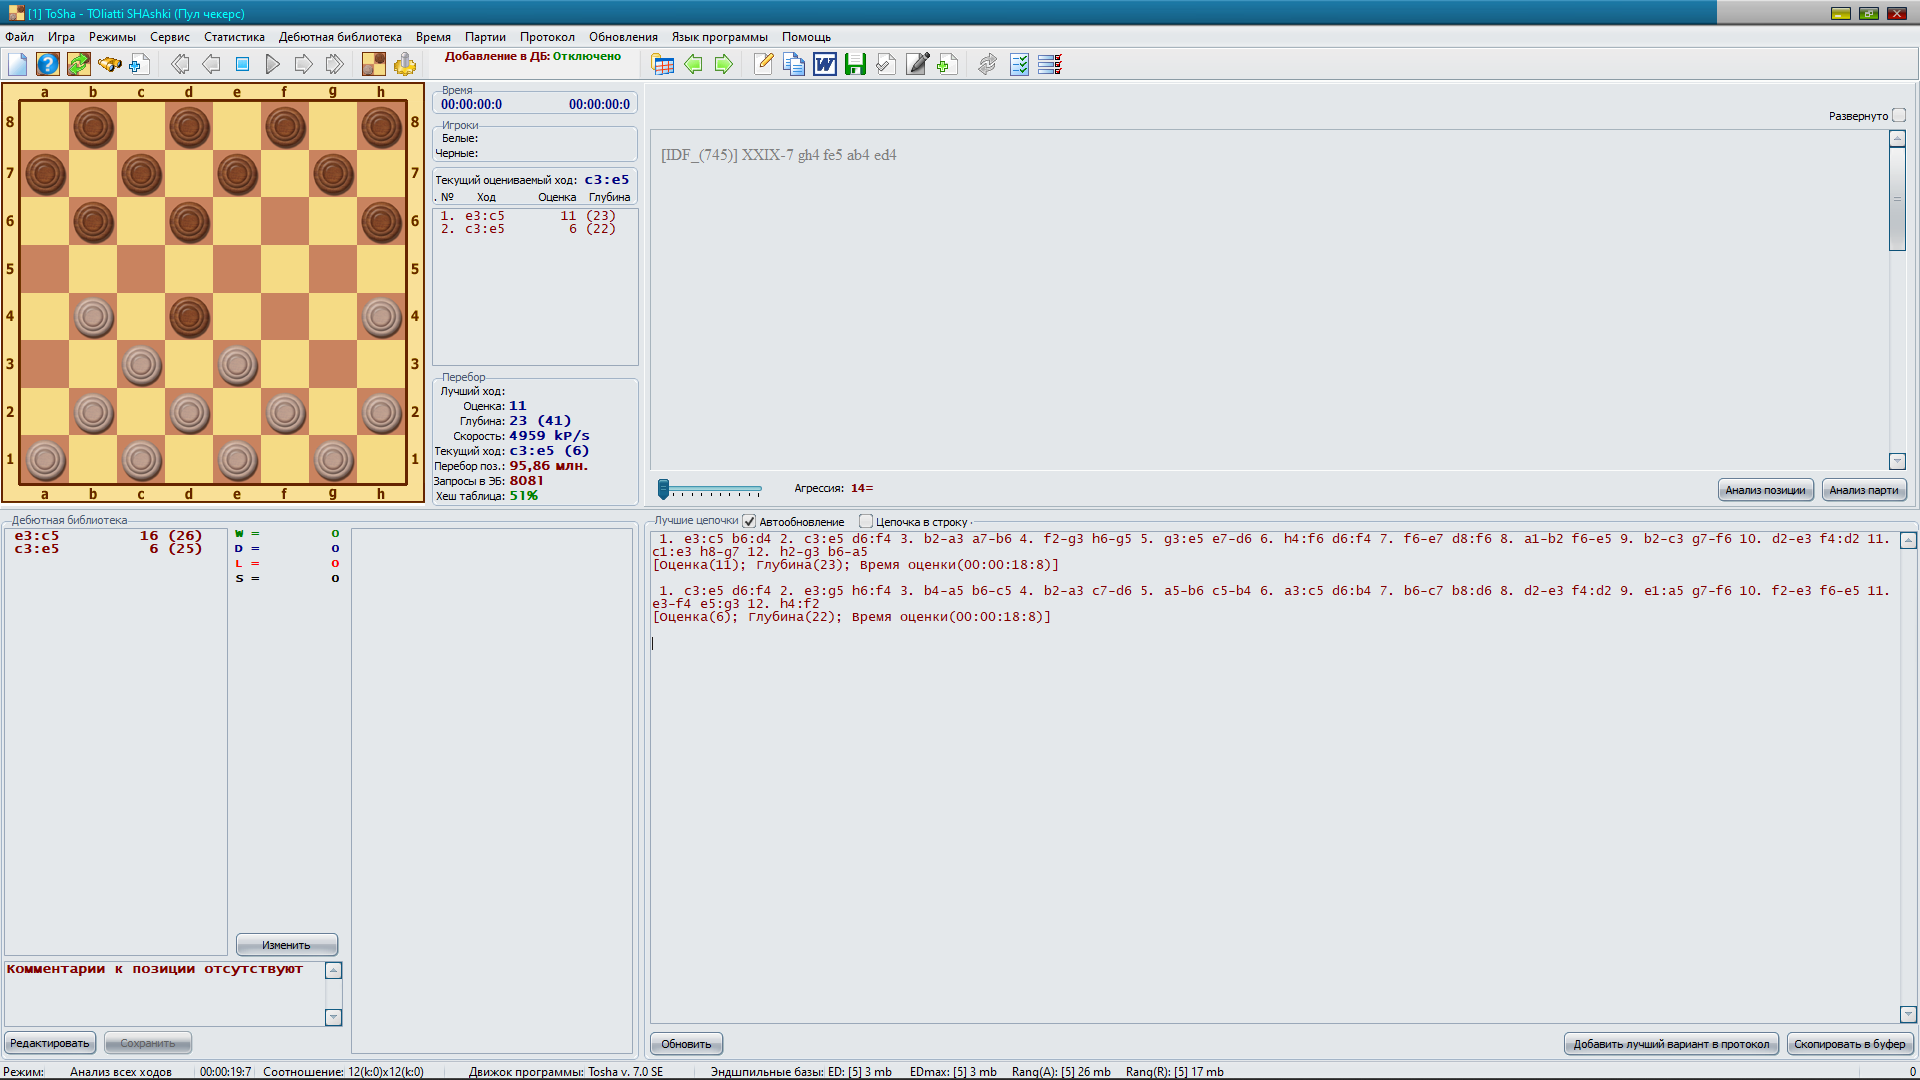 [1] ToSha - TOliatti SHAshki (Пул чекерс)
Файл Игра Режимы Сервис Статистика Дебютная библиотека Время Партии Протокол Обновления Язык программы Помощь
Добавление в ДБ: Отключено
a b c d e f g h
8 8
7 7
6 6
5 5
4 4
3 3
2 2
1 1
a b c d e f g h
Время
00:00:00:0 00:00:00:0
Игроки
Белые:
Черные:
Текущий оцениваемый ход: c3:e5
. № Ход Оценка Глубина
1. e3:c5 11 (23)
2. c3:e5 6 (22)
Перебор
Лучший ход:
Оценка: 11
Глубина: 23 (41)
Скорость: 4959 kP/s
Текущий ход: c3:e5 (6)
Перебор поз.: 95,86 млн.
Запросы в ЭБ: 8081
Хеш таблица: 51%
Развернуто
[IDF_(745)] XXIX-7 gh4 fe5 ab4 ed4
Агрессия: 14=
Анализ позиции Анализ парти
Дебютная библиотека
e3:c5 16 (26)
c3:e5 6 (25)
W = 0
D = 0
L = 0
S = 0
Изменить
Комментарии к позиции отсутствуют
Редактировать Сохранить
Лучшие цепочки Автообновление Цепочка в строку
1. e3:c5 b6:d4 2. c3:e5 d6:f4 3. b2-a3 a7-b6 4. f2-g3 h6-g5 5. g3:e5 e7-d6 6. h4:f6 d6:f4 7. f6-e7 d8:f6 8. a1-b2 f6-e5 9. b2-c3 g7-f6 10. d2-e3 f4:d2 11.
c1:e3 h8-g7 12. h2-g3 b6-a5
[Оценка(11); Глубина(23); Время оценки(00:00:18:8)]
1. c3:e5 d6:f4 2. e3:g5 h6:f4 3. b4-a5 b6-c5 4. b2-a3 c7-d6 5. a5-b6 c5-b4 6. a3:c5 d6:b4 7. b6-c7 b8:d6 8. d2-e3 f4:d2 9. e1:a5 g7-f6 10. f2-e3 f6-e5 11.
e3-f4 e5:g3 12. h4:f2
[Оценка(6); Глубина(22); Время оценки(00:00:18:8)]
Обновить Добавить лучший вариант в протокол Скопировать в буфер
Режим: Анализ всех ходов 00:00:19:7 Соотношение: 12(k:0)x12(k:0) Движок программы: Tosha v. 7.0 SE Эндшпильные базы: ED: [5] 3 mb EDmax: [5] 3 mb Rang(A): [5] 26 mb Rang(R): [5] 17 mb 0